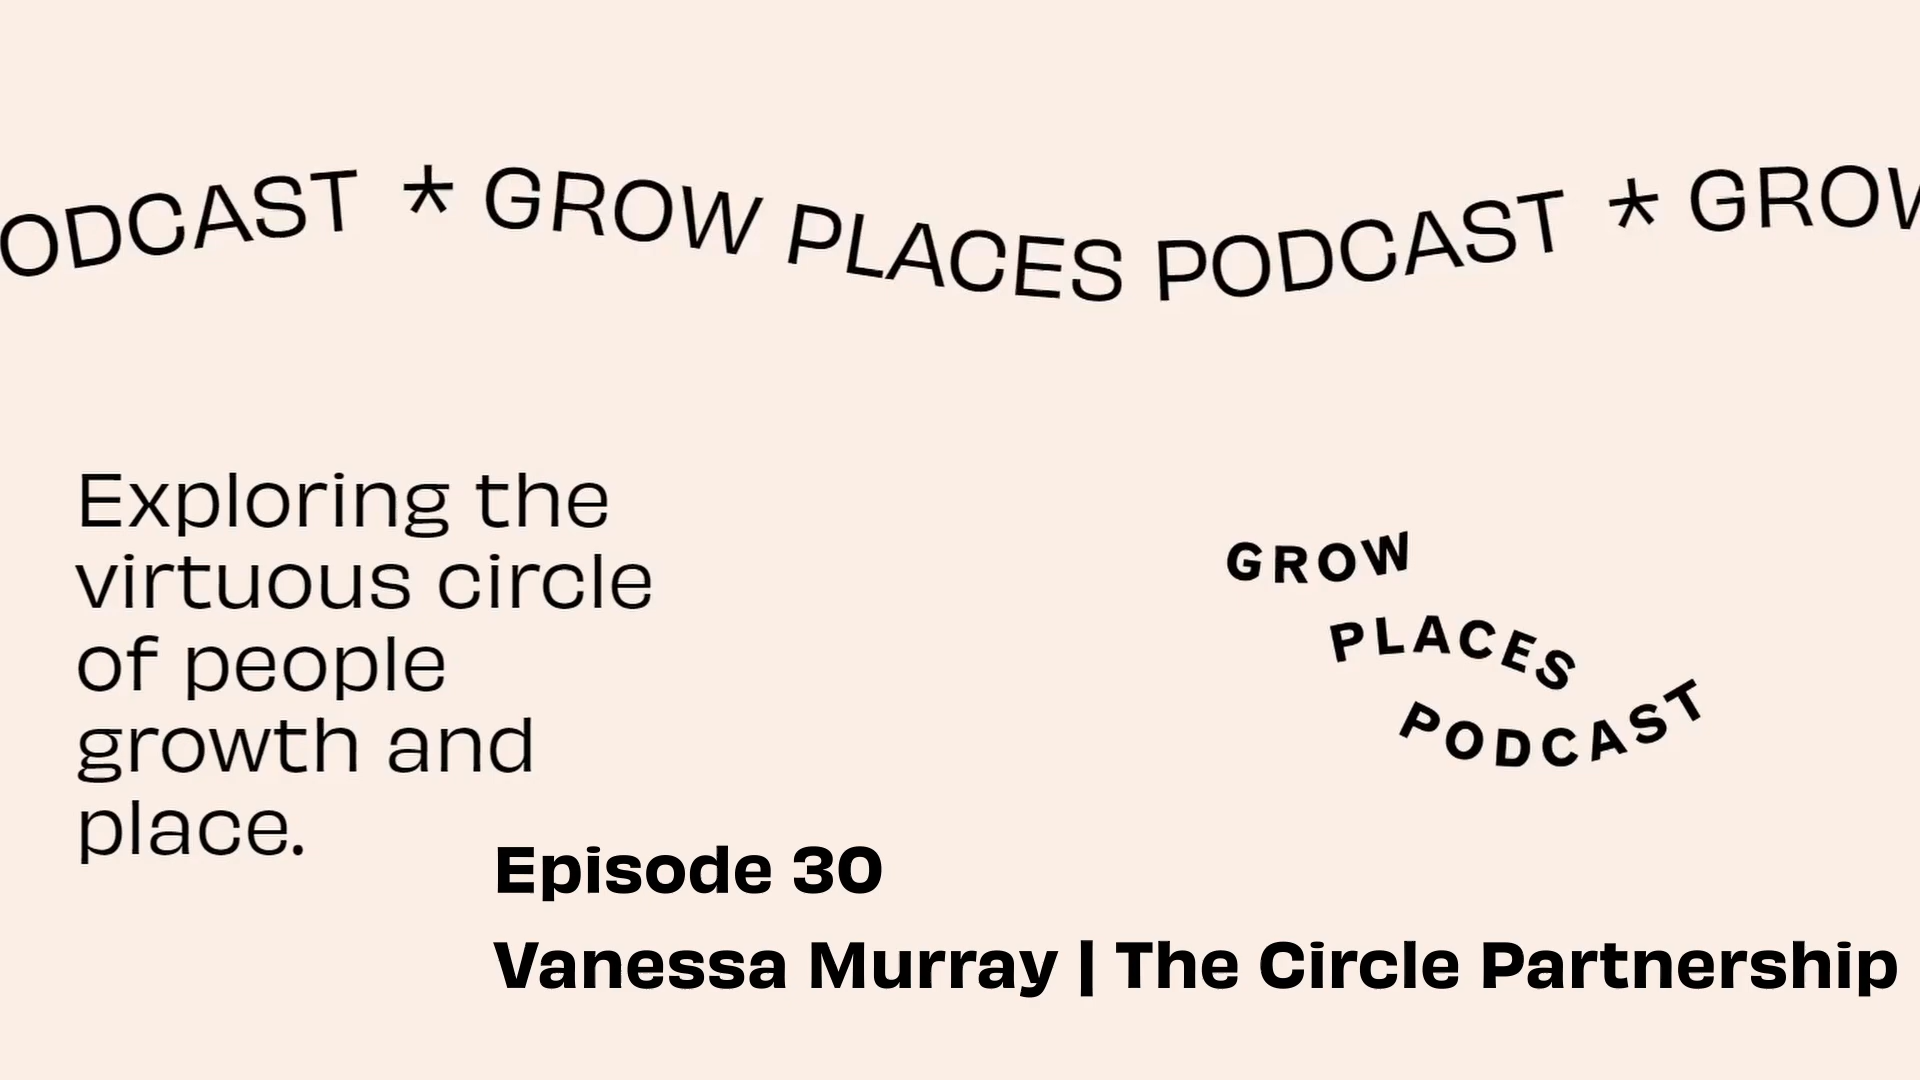 ODCAST * GROW PLACES PODCAST * GROW
Exploring the
virtuous circle
of people
growth and
place.
GROW
PLACES
PODCAST
Episode 30
Vanessa Murray | The Circle Partnership